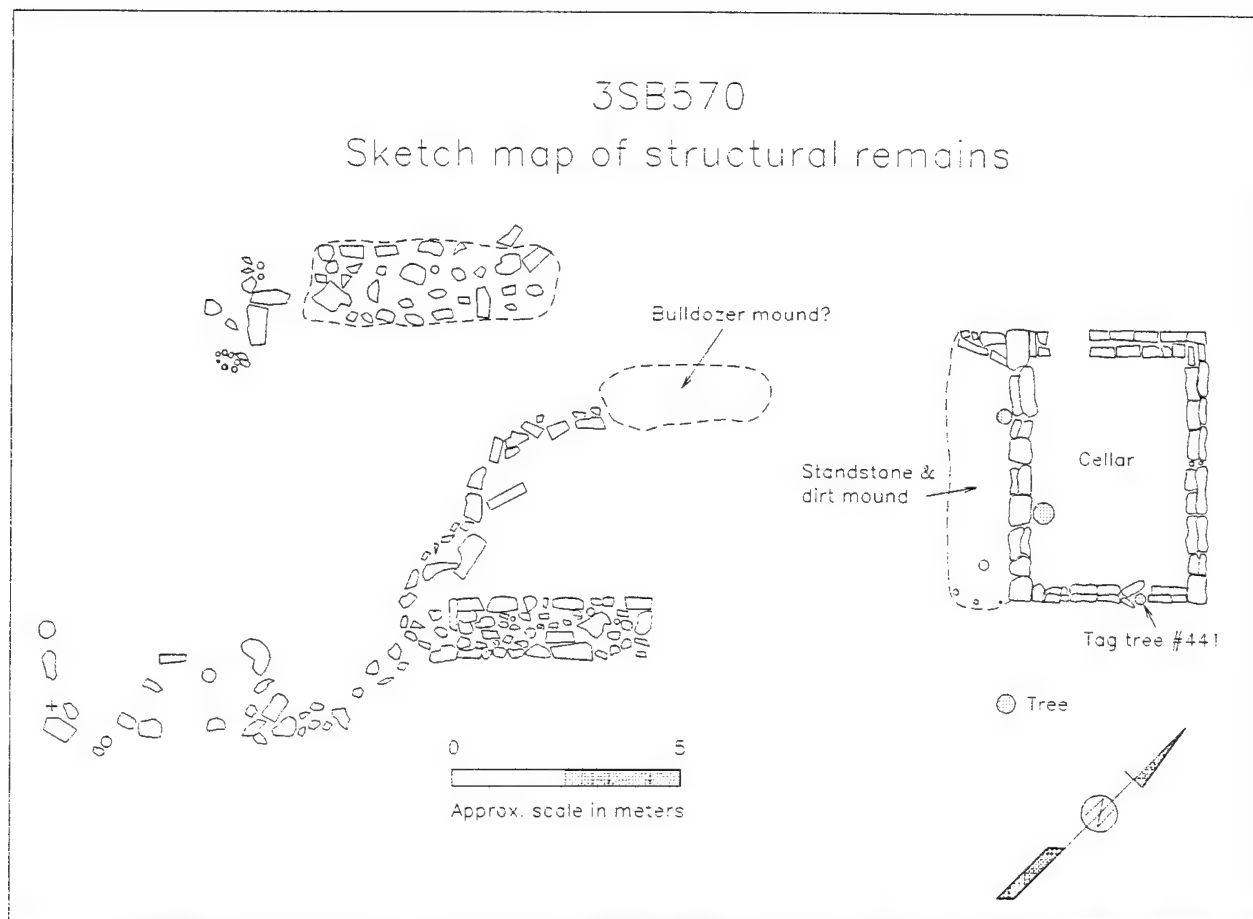 3SB570
Sketch map of structural remains
Bulldozer mound?
Standstone &
dirt mound
Cellar
Tag tree #441
Tree
0 5
Approx. scale in meters
N